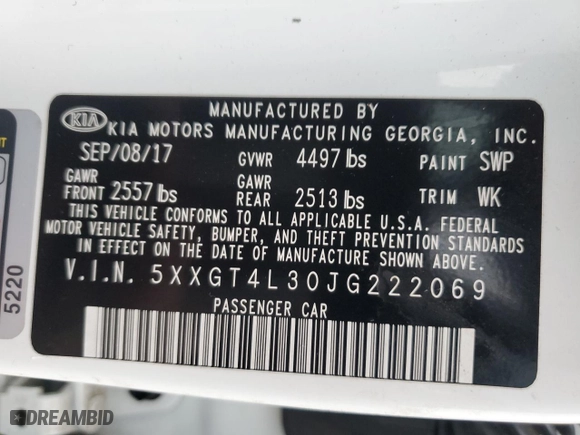 KIA
MANUFACTURED BY
KIA MOTORS MANUFACTURING GEORGIA, INC.
SEP/08/17 GVWR 4497 lbs PAINT SWP
GAWR FRONT 2557 lbs GAWR REAR 2513 lbs TRIM WK
THIS VEHICLE CONFORMS TO ALL APPLICABLE U.S.A. FEDERAL
MOTOR VEHICLE SAFETY, BUMPER, AND THEFT PREVENTION STANDARDS
IN EFFECT ON THE DATE OF MANUFACTURE SHOWN ABOVE.
V.I.N. 5XXGT4L30JG222069
PASSENGER CAR
5220
DREAMBID